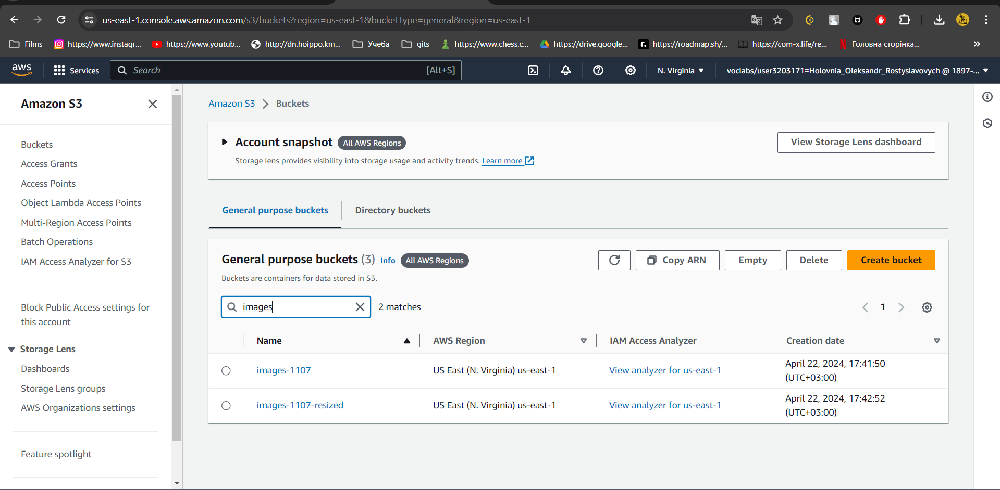 us-east-1.console.aws.amazon.com/s3/buckets?region=us-east-1&bucketType=general&region=us-east-1
Films
https://www.instagr...
https://www.youtub...
http://dn.hoippo.km...
Учеба
gits
https://www.chess.c...
https://drive.google...
r.
https://roadmap.sh/...
https://com-x.life/re...
Головна сторінка...
aws
Services
Search
[Alt+S]
N. Virginia
voclabs/user3203171=Holovnia_Oleksandr_Rostyslavovych @ 1897-...
Amazon S3
Buckets
Access Grants
Access Points
Object Lambda Access Points
Multi-Region Access Points
Batch Operations
IAM Access Analyzer for S3
Block Public Access settings for
this account
Storage Lens
Dashboards
Storage Lens groups
AWS Organizations settings
Feature spotlight
Amazon S3
Buckets
Account snapshot
All AWS Regions
View Storage Lens dashboard
Storage lens provides visibility into storage usage and activity trends. Learn more
General purpose buckets
Directory buckets
General purpose buckets (3) Info
All AWS Regions
Copy ARN
Empty
Delete
Create bucket
Buckets are containers for data stored in S3.
images
2 matches
1
Name
AWS Region
IAM Access Analyzer
Creation date
images-1107
US East (N. Virginia) us-east-1
View analyzer for us-east-1
April 22, 2024, 17:41:50
(UTC+03:00)
images-1107-resized
US East (N. Virginia) us-east-1
View analyzer for us-east-1
April 22, 2024, 17:42:52
(UTC+03:00)